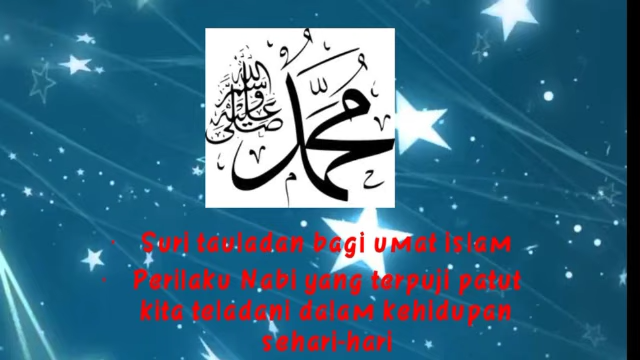 محمد
صلى الله عليه وسلم
• Suri tauladan bagi umat islam
• Perilaku Nabi yang terpuji patut
kita teladani dalam kehidupan
sehari-hari